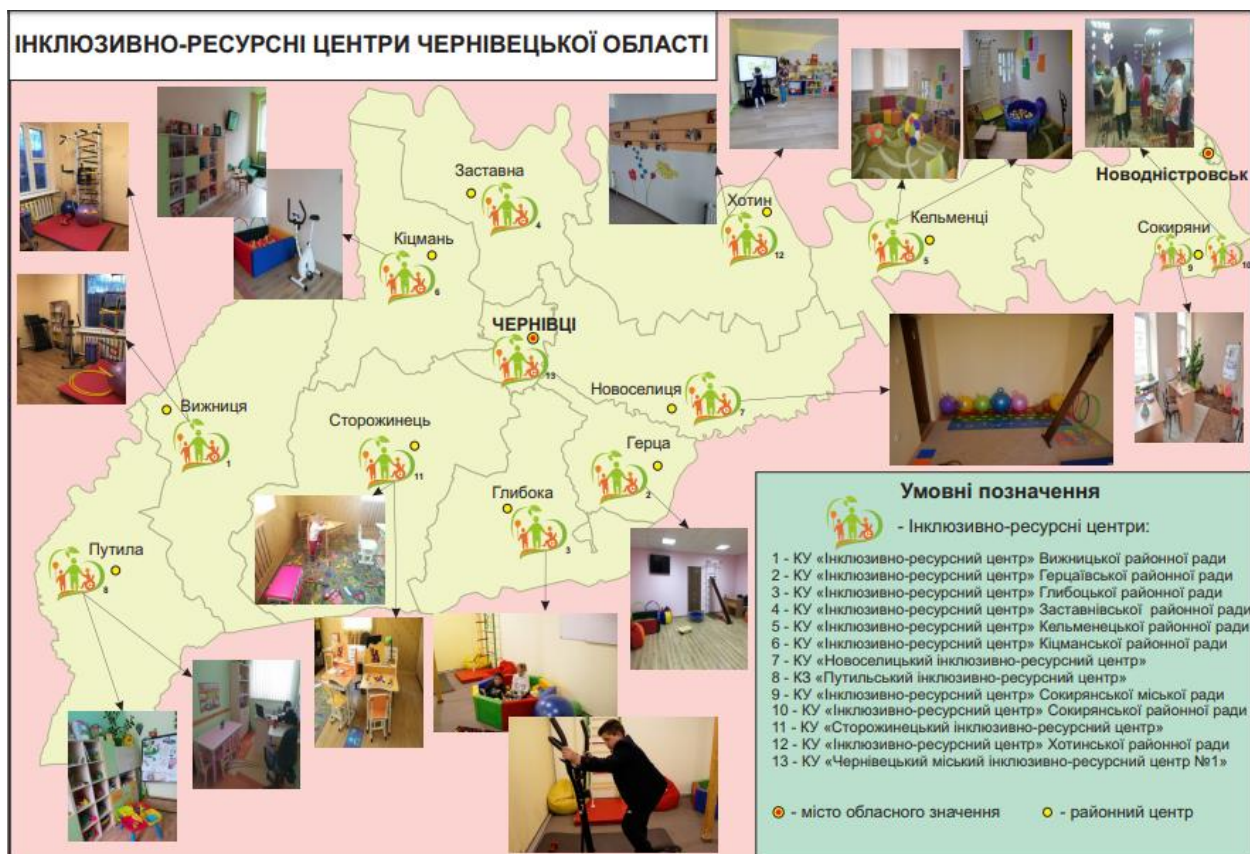 ІНКЛЮЗИВНО-РЕСУРСНІ ЦЕНТРИ ЧЕРНІВЕЦЬКОЇ ОБЛАСТІ
Заставна
4
Хотин
12
Новодністровськ
Кельменці
5
Сокиряни
9
10
Кіцмань
6
ЧЕРНІВЦІ
13
Новоселиця
7
Вижниця
1
Сторожинець
11
Герца
2
Глибока
3
Путила
8
Умовні позначення
- Інклюзивно-ресурсні центри:
1 - КУ «Інклюзивно-ресурсний центр» Вижницької районної ради
2 - КУ «Інклюзивно-ресурсний центр» Герцаївської районної ради
3 - КУ «Інклюзивно-ресурсний центр» Глибоцької районної ради
4 - КУ «Інклюзивно-ресурсний центр» Заставнівської районної ради
5 - КУ «Інклюзивно-ресурсний центр» Кельменецької районної ради
6 - КУ «Інклюзивно-ресурсний центр» Кіцманської районної ради
7 - КУ «Новоселицький інклюзивно-ресурсний центр»
8 - КЗ «Путильський інклюзивно-ресурсний центр»
9 - КУ «Інклюзивно-ресурсний центр» Сокирянської міської ради
10 - КУ «Інклюзивно-ресурсний центр» Сокирянської районної ради
11 - КУ «Сторожинецький інклюзивно-ресурсний центр»
12 - КУ «Інклюзивно-ресурсний центр» Хотинської районної ради
13 - КУ «Чернівецький міський інклюзивно-ресурсний центр №1»
- місто обласного значення
- районний центр